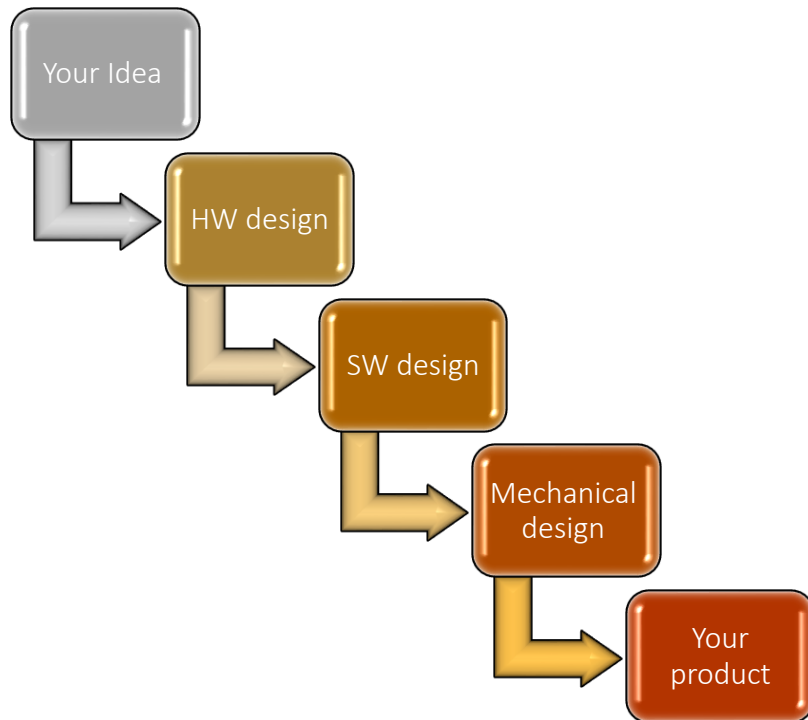 Your Idea
HW design
SW design
Mechanical
design
Your
product